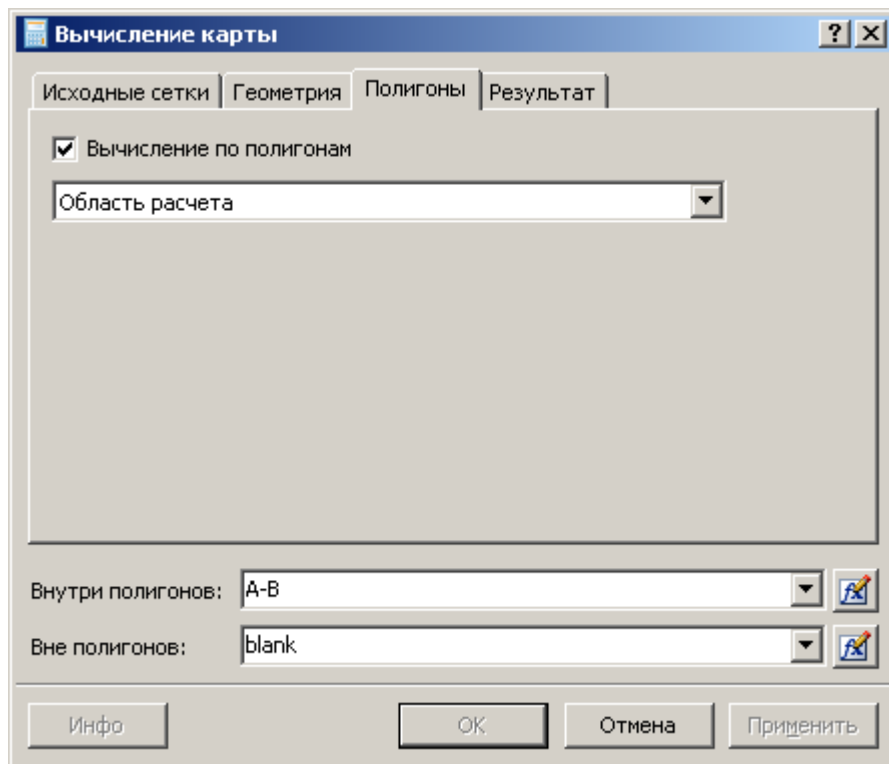 Вычисление карты
Исходные сетки Геометрия Полигоны Результат
Вычисление по полигонам
Область расчета
Внутри полигонов: A-B
Вне полигонов: blank
Инфо OK Отмена Применить